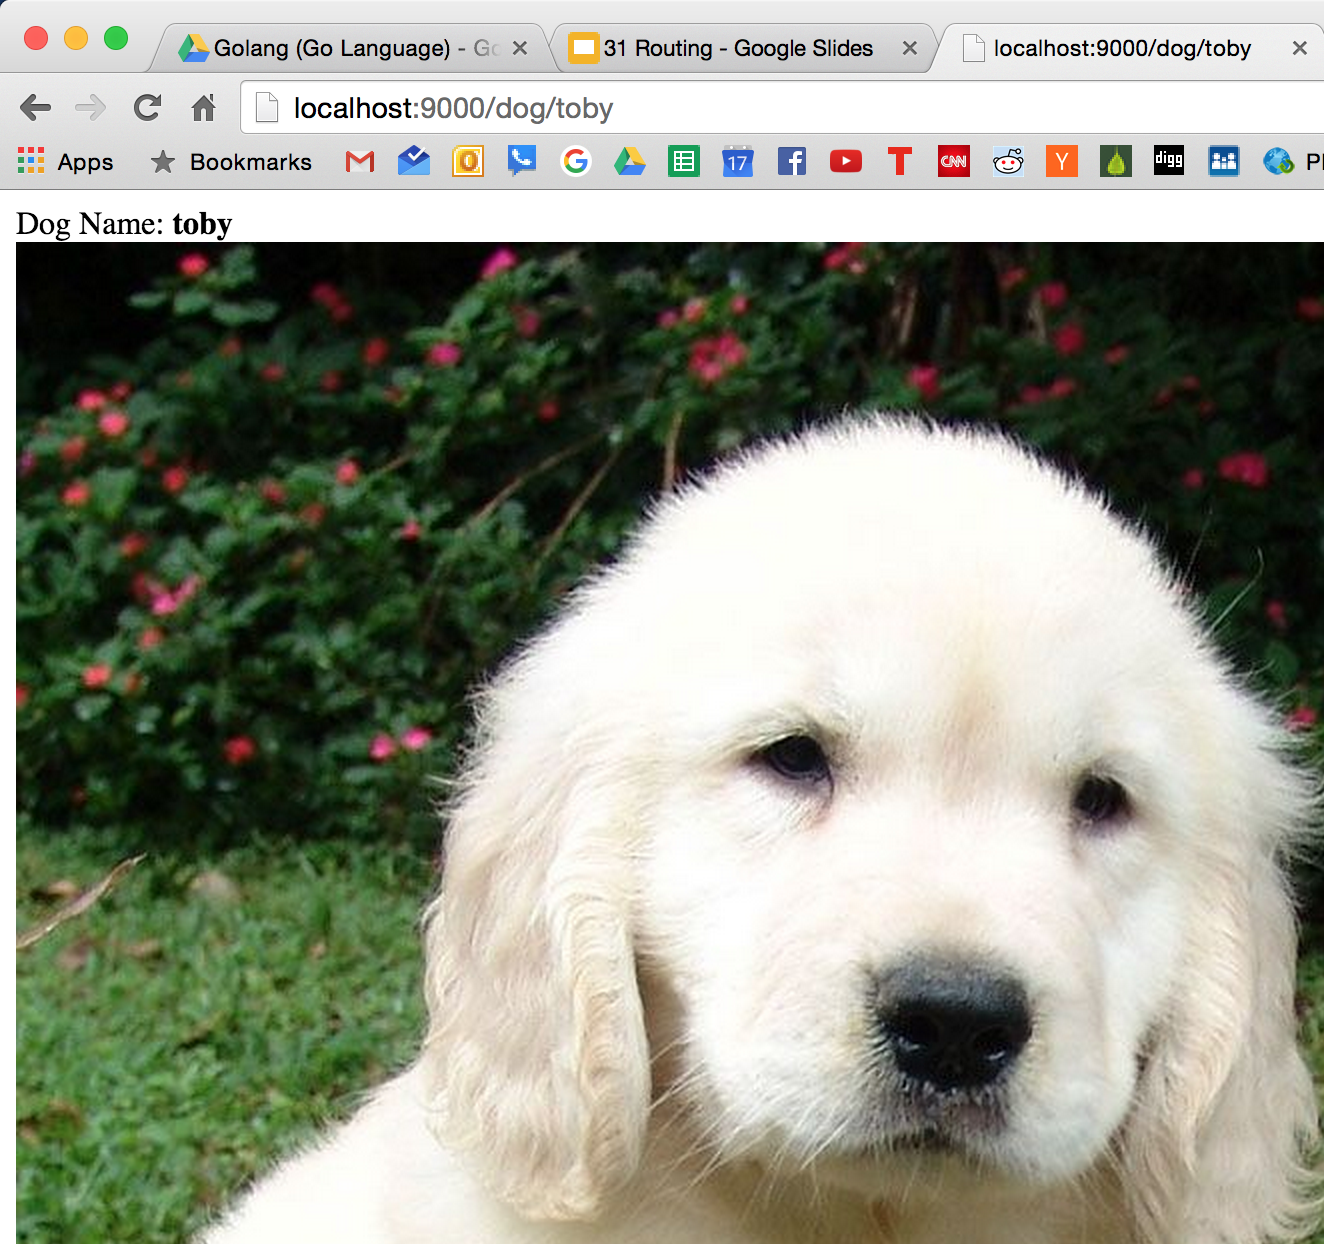 Golang (Go Language) - Go
31 Routing - Google Slides
localhost:9000/dog/toby
localhost:9000/dog/toby
Apps
Bookmarks
17
T
CNN
Y
digg
Dog Name: toby